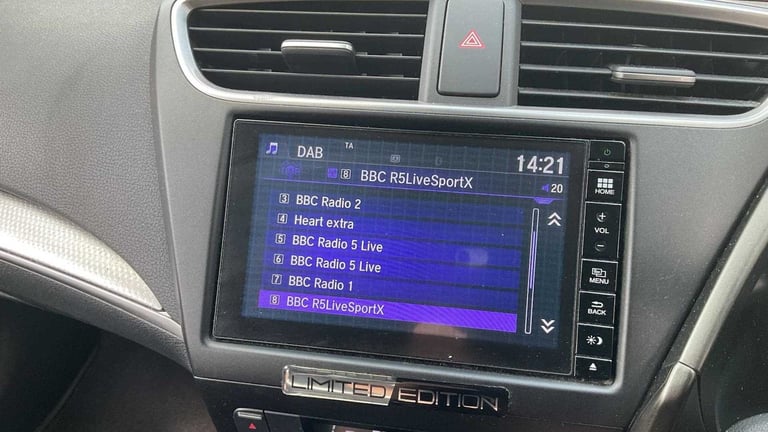 DAB TA 14:21
8 BBC R5LiveSportX 20
3 BBC Radio 2
4 Heart extra
5 BBC Radio 5 Live
6 BBC Radio 5 Live
7 BBC Radio 1
8 BBC R5LiveSportX
HOME
+
VOL
-
MENU
BACK
LIMITED EDITION